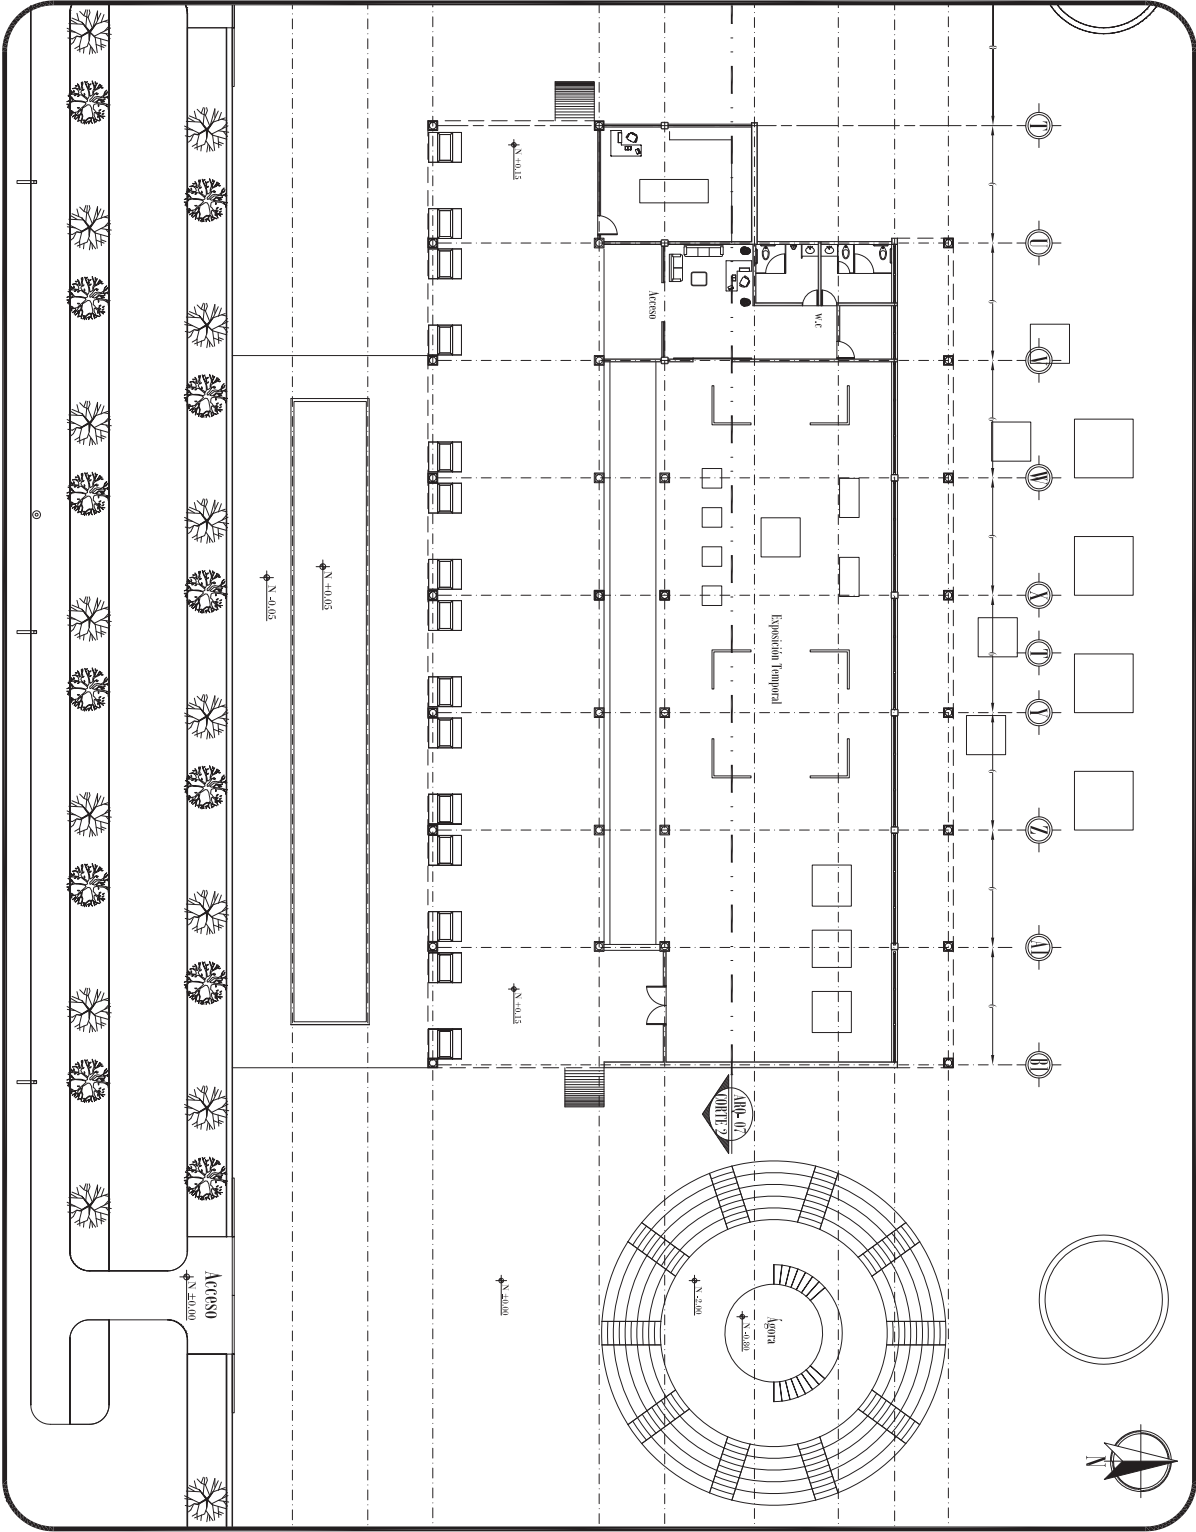 T
U
V
W
X
T
Y
Z
A1
B1
N +0.15
Acceso
W.C
N +0.05
N -0.05
Exposición Temporal
N +0.15
ARQ- 07
CORTE 2
Acceso
N ±0.00
N ±0.00
N -2.00
Ágora
N -0.80
N